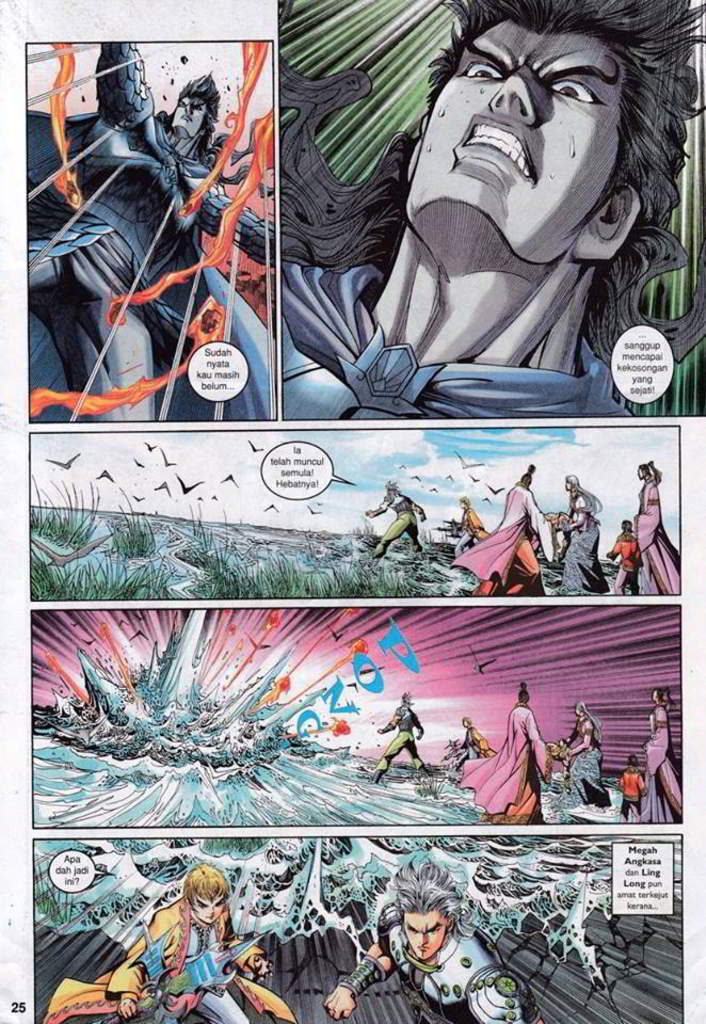 Sudah
nyata
kau masih
belum...
...
sanggup
mencapai
kekosongan
yang
sejati!
Ia
telah muncul
semula!
Hebatnya!
PONG
Apa
dah jadi
ini?
Megah
Angkasa
dan Ling
Long pun
amat terkejut
kerana...
25